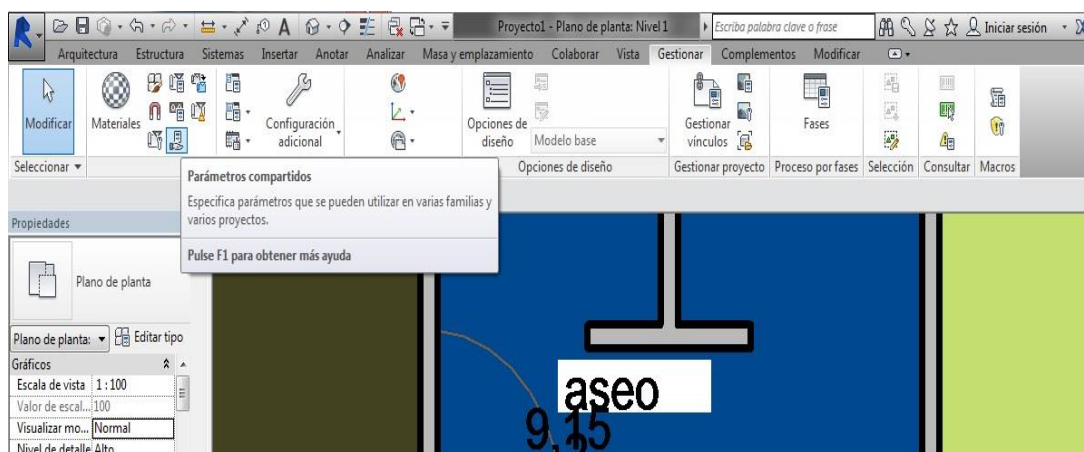 Proyecto1 - Plano de planta: Nivel 1
Escriba palabra clave o frase
Iniciar sesión
Arquitectura Estructura Sistemas Insertar Anotar Analizar Masa y emplazamiento Colaborar Vista Gestionar Complementos Modificar
Modificar
Materiales
Configuración
adicional
Opciones de
diseño
Modelo base
Gestionar
vínculos
Fases
Seleccionar
Opciones de diseño
Gestionar proyecto
Proceso por fases
Selección
Consultar
Macros
Parámetros compartidos
Especifica parámetros que se pueden utilizar en varias familias y
varios proyectos.
Pulse F1 para obtener más ayuda
Propiedades
Plano de planta
Plano de planta:
Editar tipo
Gráficos
Escala de vista 1 : 100
Valor de escal... 100
Visualizar mo... Normal
Nivel de detalle Alto
aseo
9,15